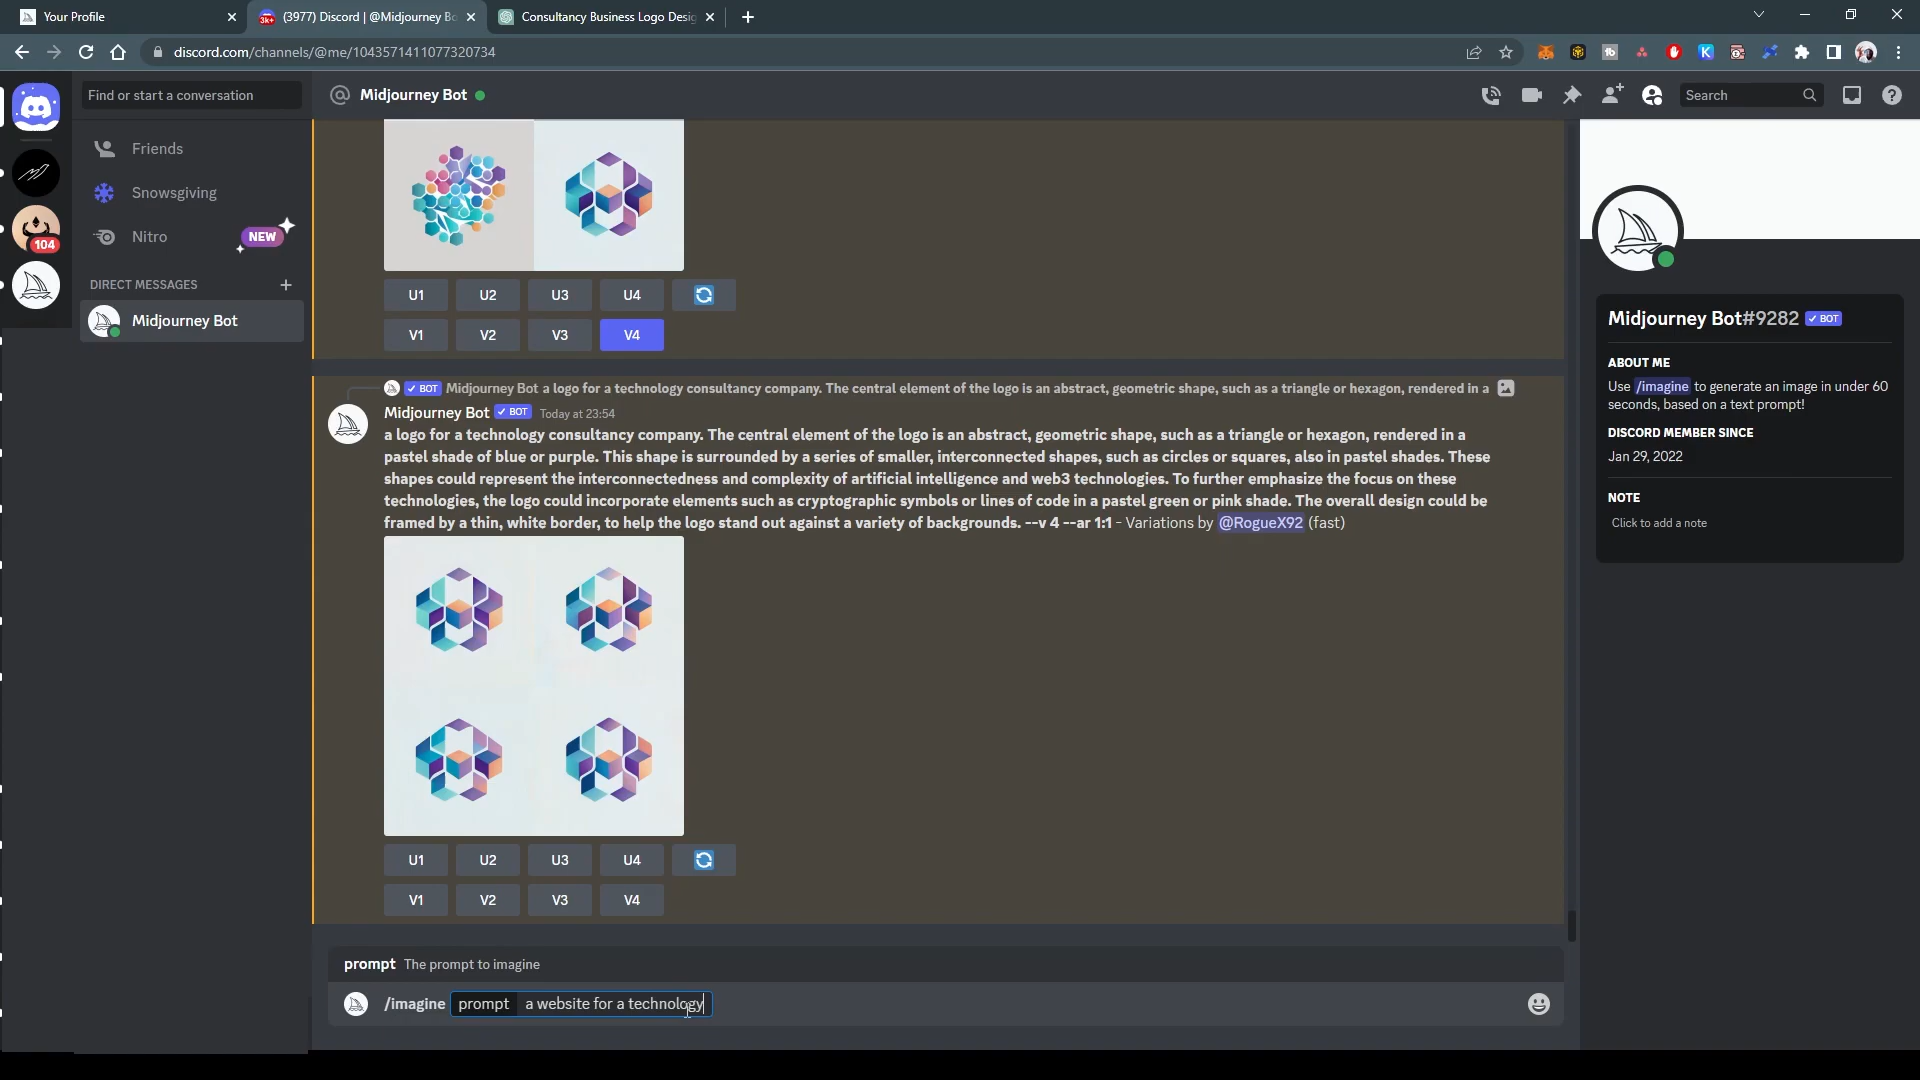 Your Profile
(3977) Discord | @Midjourney Bo
Consultancy Business Logo Desig
discord.com/channels/@me/1043571411077320734
Find or start a conversation
Midjourney Bot
Search
Friends
Snowsgiving
Nitro
NEW
DIRECT MESSAGES
Midjourney Bot
104
U1 U2 U3 U4
V1 V2 V3 V4
BOT Midjourney Bot a logo for a technology consultancy company. The central element of the logo is an abstract, geometric shape, such as a triangle or hexagon, rendered in a
Midjourney Bot BOT Today at 23:54
a logo for a technology consultancy company. The central element of the logo is an abstract, geometric shape, such as a triangle or hexagon, rendered in a
pastel shade of blue or purple. This shape is surrounded by a series of smaller, interconnected shapes, such as circles or squares, also in pastel shades. These
shapes could represent the interconnectedness and complexity of artificial intelligence and web3 technologies. To further emphasize the focus on these
technologies, the logo could incorporate elements such as cryptographic symbols or lines of code in a pastel green or pink shade. The overall design could be
framed by a thin, white border, to help the logo stand out against a variety of backgrounds. --v 4 --ar 1:1 - Variations by @RogueX92 (fast)
U1 U2 U3 U4
V1 V2 V3 V4
prompt The prompt to imagine
/imagine prompt a website for a technology
Midjourney Bot#9282 BOT
ABOUT ME
Use /imagine to generate an image in under 60
seconds, based on a text prompt!
DISCORD MEMBER SINCE
Jan 29, 2022
NOTE
Click to add a note